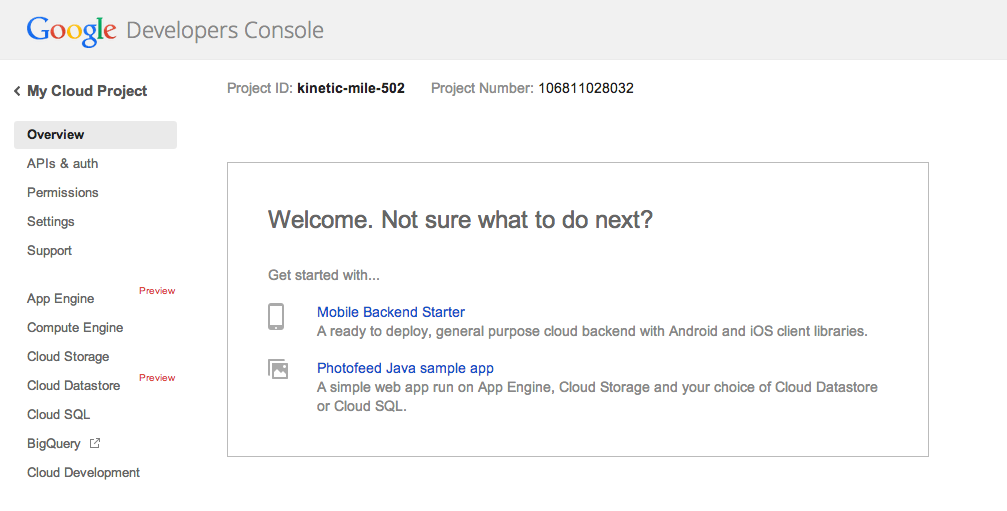 Google Developers Console
My Cloud Project
Project ID: kinetic-mile-502 Project Number: 106811028032
Overview
APIs & auth
Permissions
Settings
Support
App Engine Preview
Compute Engine
Cloud Storage
Cloud Datastore Preview
Cloud SQL
BigQuery
Cloud Development
Welcome. Not sure what to do next?
Get started with...
Mobile Backend Starter
A ready to deploy, general purpose cloud backend with Android and iOS client libraries.
Photofeed Java sample app
A simple web app run on App Engine, Cloud Storage and your choice of Cloud Datastore
or Cloud SQL.